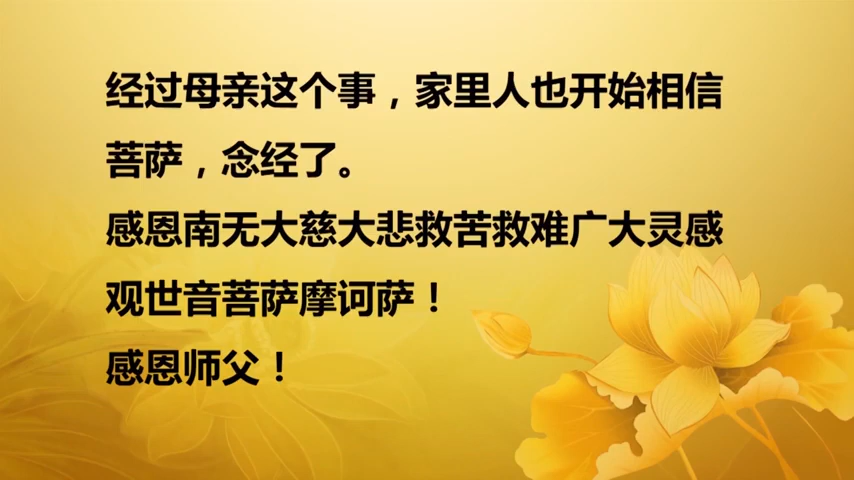 经过母亲这个事，家里人也开始相信
菩萨，念经了。
感恩南无大慈大悲救苦救难广大灵感
观世音菩萨摩诃萨！
感恩师父！